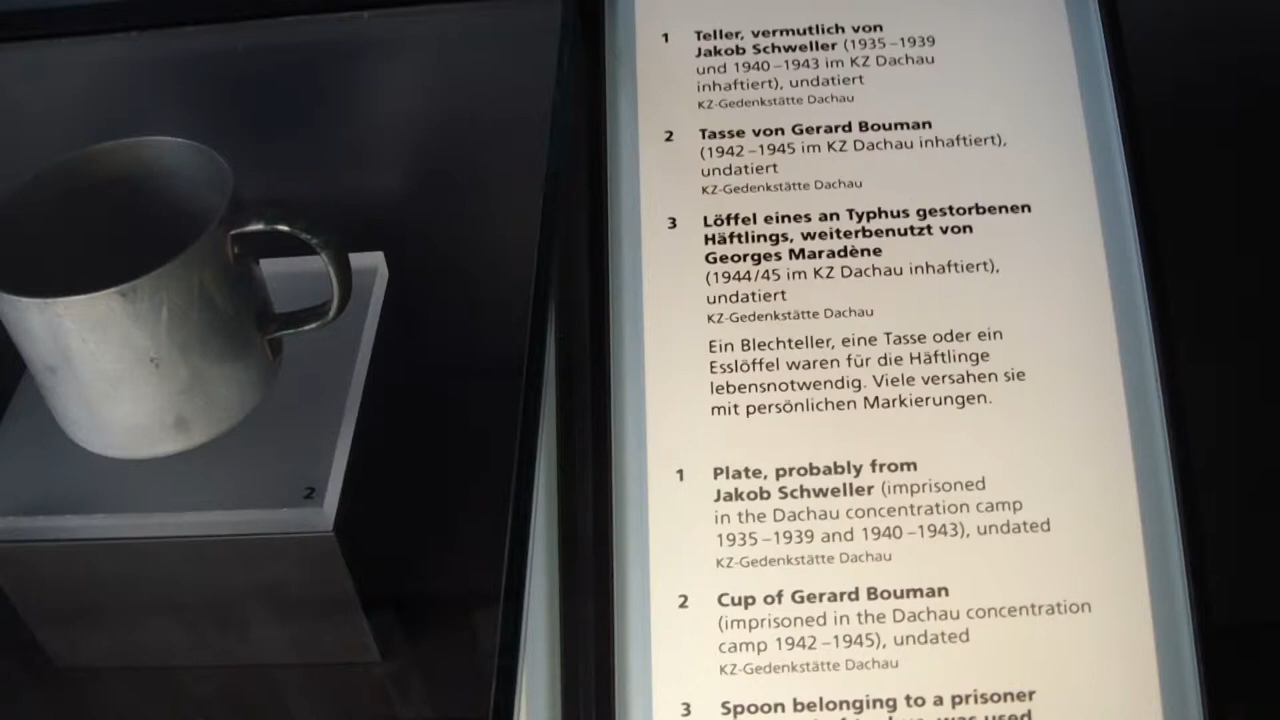 1 Teller, vermutlich von
Jakob Schweller (1935–1939
und 1940–1943 im KZ Dachau
inhaftiert), undatiert
KZ-Gedenkstätte Dachau
2 Tasse von Gerard Bouman
(1942–1945 im KZ Dachau inhaftiert),
undatiert
KZ-Gedenkstätte Dachau
3 Löffel eines an Typhus gestorbenen
Häftlings, weiterbenutzt von
Georges Maradène
(1944/45 im KZ Dachau inhaftiert),
undatiert
KZ-Gedenkstätte Dachau
Ein Blechteller, eine Tasse oder ein
Esslöffel waren für die Häftlinge
lebensnotwendig. Viele versahen sie
mit persönlichen Markierungen.
1 Plate, probably from
Jakob Schweller (imprisoned
in the Dachau concentration camp
1935–1939 and 1940–1943), undated
KZ-Gedenkstätte Dachau
2 Cup of Gerard Bouman
(imprisoned in the Dachau concentration
camp 1942–1945), undated
KZ-Gedenkstätte Dachau
3 Spoon belonging to a prisoner
was used
2